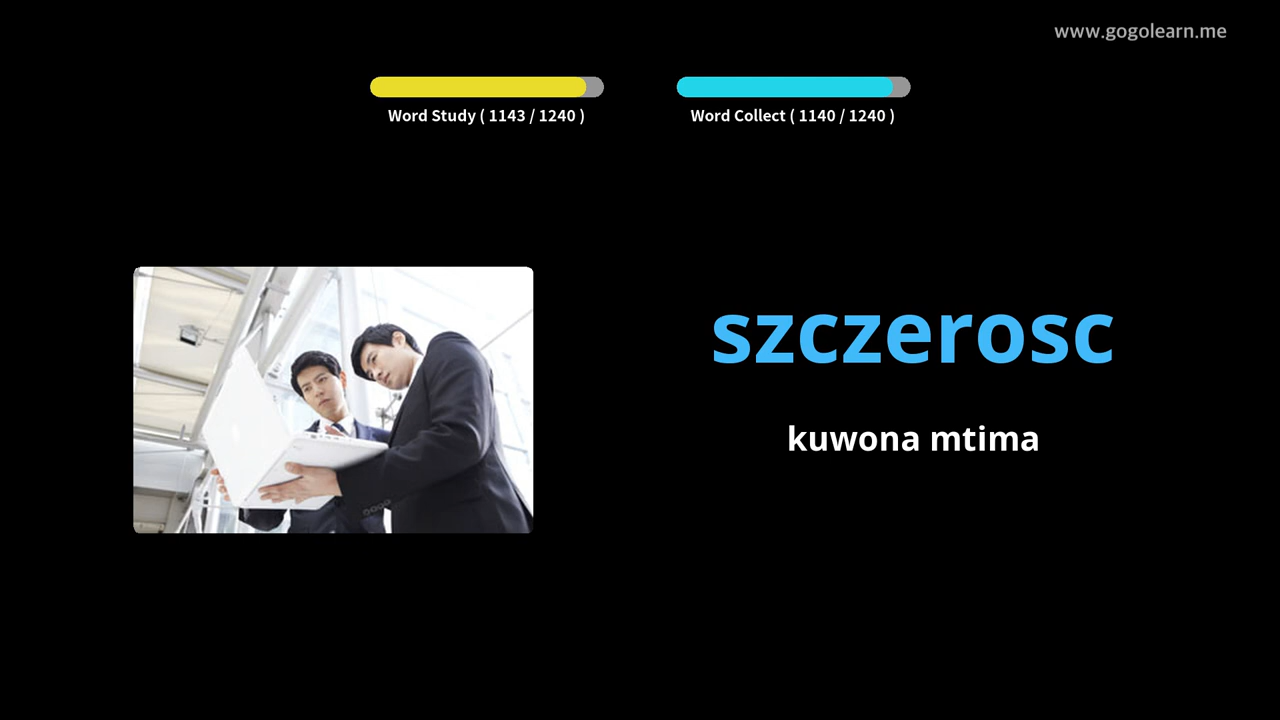 www.gogolearn.me
Word Study ( 1143 / 1240 )
Word Collect ( 1140 / 1240 )
szczerosc
kuwona mtima